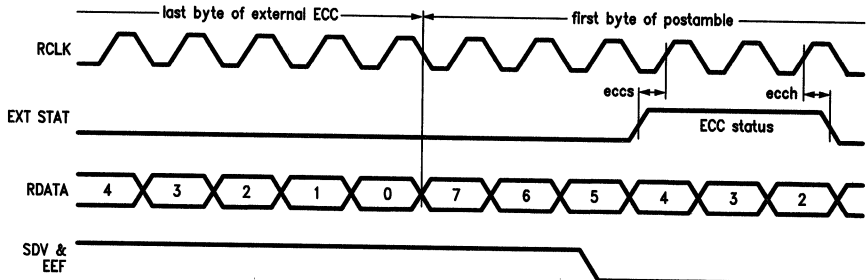 last byte of external ECC
first byte of postamble
RCLK
eccs
ecch
EXT STAT
ECC status
RDATA
4 3 2 1 0 7 6 5 4 3 2
SDV &
EEF